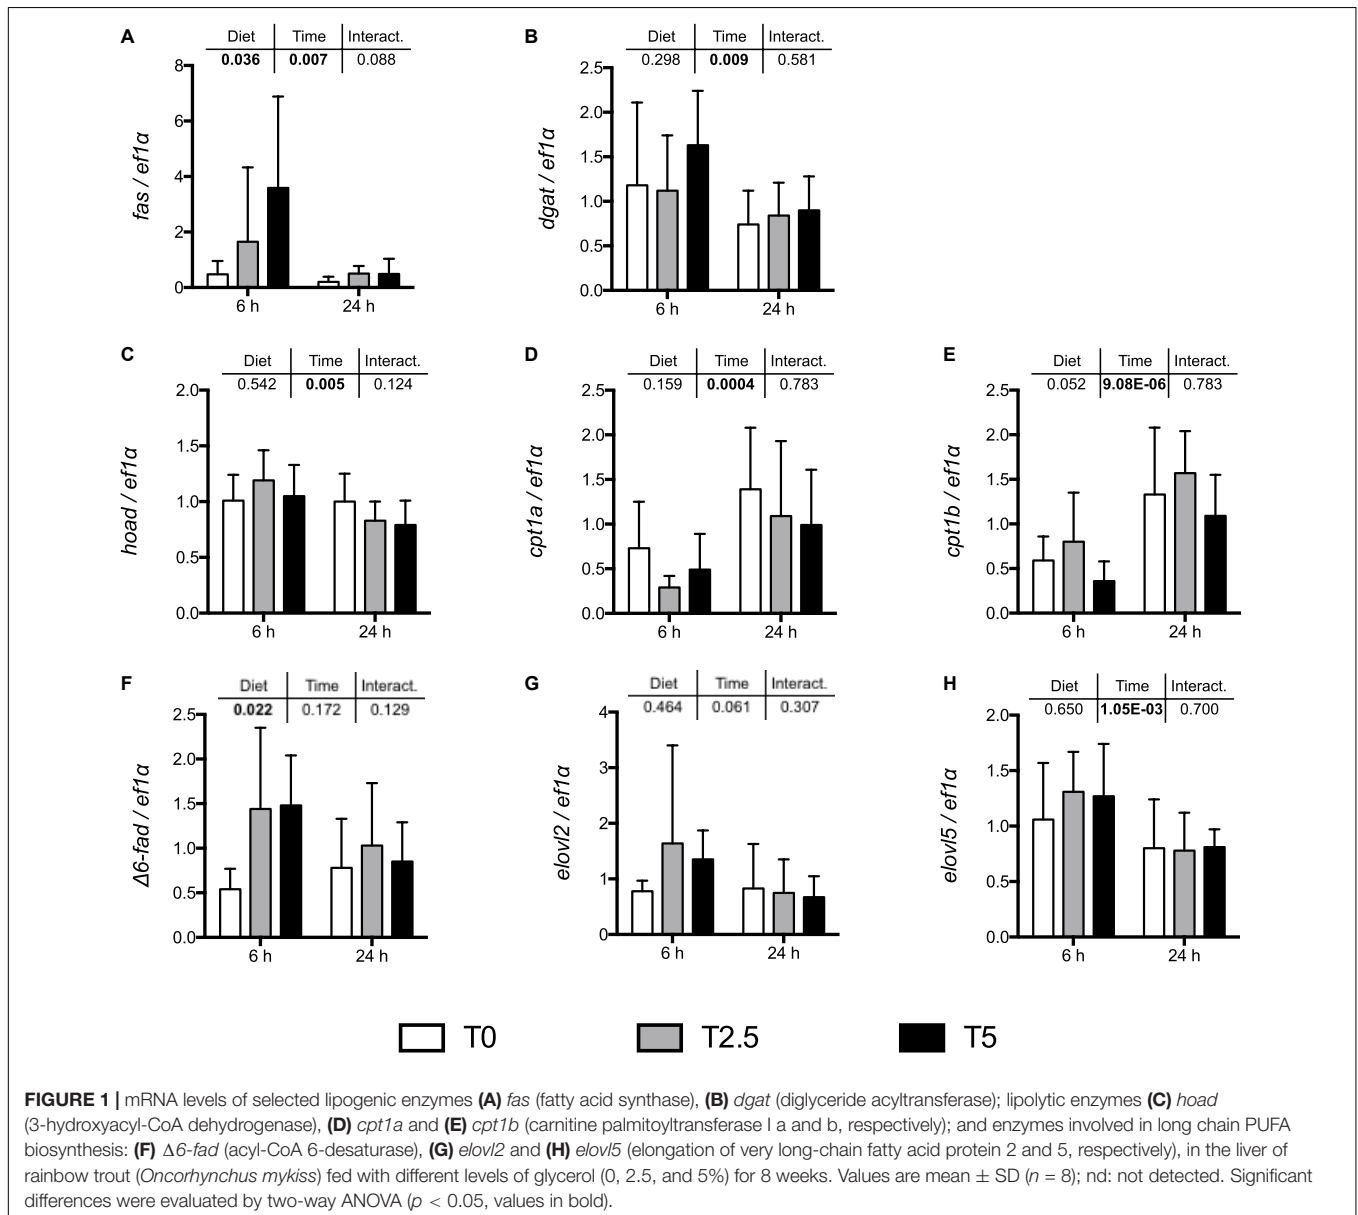 A
Diet Time Interact.
0.036 0.007 0.088
fas / ef1α
8
6
4
2
0
6 h 24 h
B
Diet Time Interact.
0.298 0.009 0.581
dgat / ef1α
2.5
2.0
1.5
1.0
0.5
0.0
6 h 24 h
C
Diet Time Interact.
0.542 0.005 0.124
hoad / ef1α
2.0
1.5
1.0
0.5
0.0
6 h 24 h
D
Diet Time Interact.
0.159 0.0004 0.783
cpt1a / ef1α
2.5
2.0
1.5
1.0
0.5
0.0
6 h 24 h
E
Diet Time Interact.
0.052 9.08E-06 0.783
cpt1b / ef1α
2.5
2.0
1.5
1.0
0.5
0.0
6 h 24 h
F
Diet Time Interact.
0.022 0.172 0.129
Δ6-fad / ef1α
2.5
2.0
1.5
1.0
0.5
0.0
6 h 24 h
G
Diet Time Interact.
0.464 0.061 0.307
elovl2 / ef1α
4
3
2
1
0
6 h 24 h
H
Diet Time Interact.
0.650 1.05E-03 0.700
elovl5 / ef1α
2.0
1.5
1.0
0.5
0.0
6 h 24 h
T0 T2.5 T5
FIGURE 1 | mRNA levels of selected lipogenic enzymes (A) fas (fatty acid synthase), (B) dgat (diglyceride acyltransferase); lipolytic enzymes (C) hoad
(3-hydroxyacyl-CoA dehydrogenase), (D) cpt1a and (E) cpt1b (carnitine palmitoyltransferase I a and b, respectively); and enzymes involved in long chain PUFA
biosynthesis: (F) Δ6-fad (acyl-CoA 6-desaturase), (G) elovl2 and (H) elovl5 (elongation of very long-chain fatty acid protein 2 and 5, respectively), in the liver of
rainbow trout (Oncorhynchus mykiss) fed with different levels of glycerol (0, 2.5, and 5%) for 8 weeks. Values are mean ± SD (n = 8); nd: not detected. Significant
differences were evaluated by two-way ANOVA (p < 0.05, values in bold).